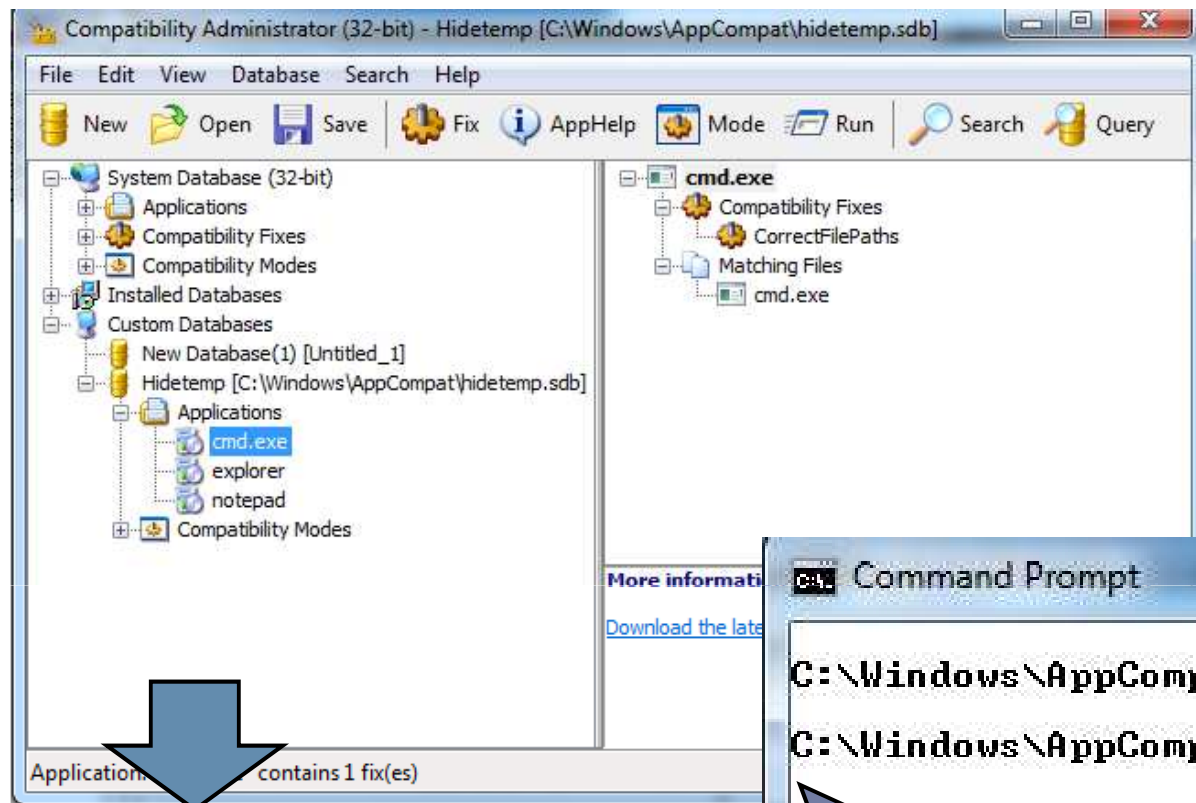 Compatibility Administrator (32-bit) - Hidetemp [C:\Windows\AppCompat\hidetemp.sdb]
File Edit View Database Search Help
New Open Save Fix AppHelp Mode Run Search Query
System Database (32-bit)
Applications
Compatibility Fixes
Compatibility Modes
Installed Databases
Custom Databases
New Database(1) [Untitled_1]
Hidetemp [C:\Windows\AppCompat\hidetemp.sdb]
Applications
cmd.exe
explorer
notepad
Compatibility Modes
cmd.exe
Compatibility Fixes
CorrectFilePaths
Matching Files
cmd.exe
More informati
Download the late
Application contains 1 fix(es)
C:\. Command Prompt
C:\Windows\AppComp
C:\Windows\AppComp